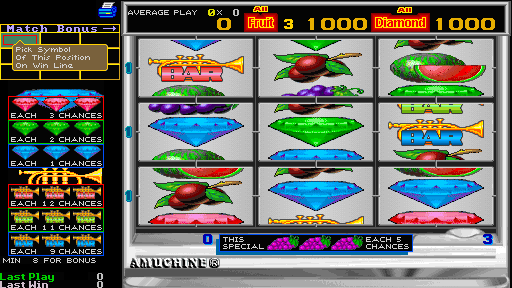 AVERAGE PLAY 0x 0
0 All Fruit 3 1000 All Diamond 1000
Match Bonus →
Pick Symbol
Of This Position
On Win Line
BAR
BAR
BAR
EACH 3 CHANCES
EACH 2 CHANCES
EACH 2 CHANCES
EACH 12 CHANCES
EACH 11 CHANCES
EACH 9 CHANCES
MIN 8 FOR BONUS
0 THIS SPECIAL EACH 5 CHANCES 3
AMUCHINE®
Last Play 0
Last Win 0